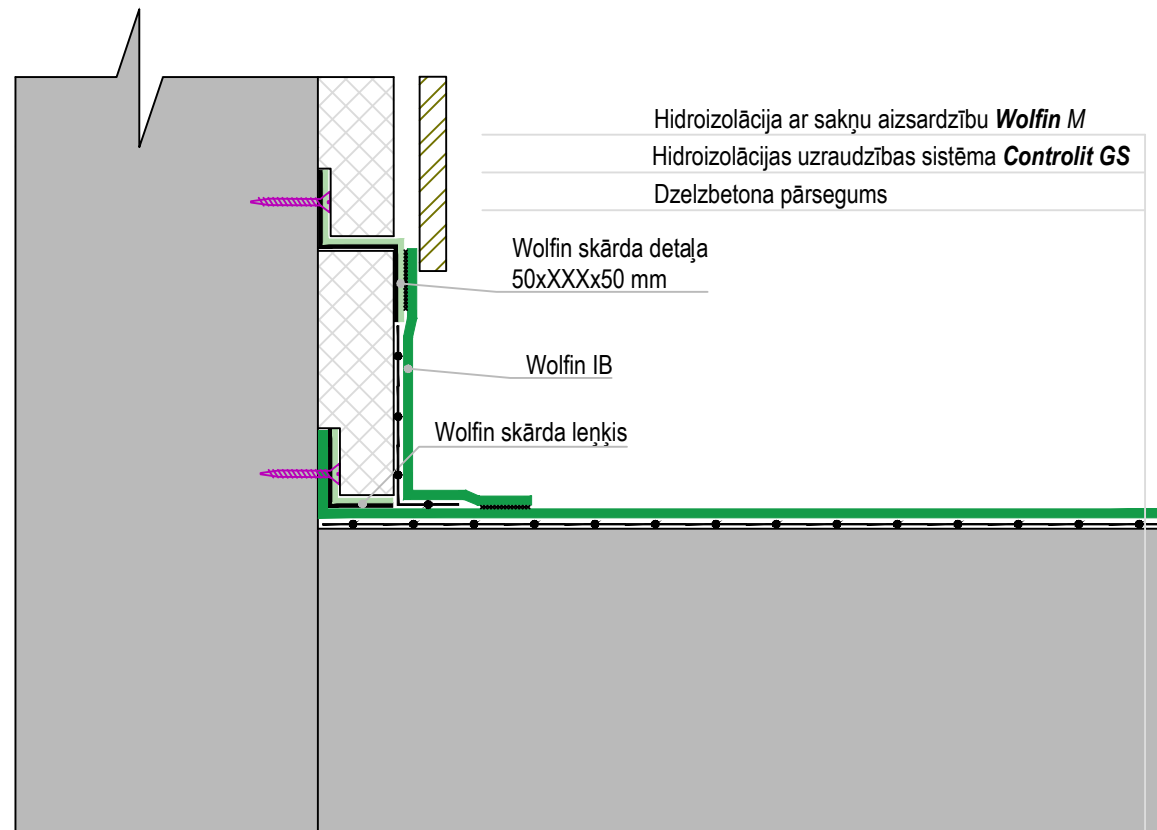 Hidroizolācija ar sakņu aizsardzību Wolfin M
Hidroizolācijas uzraudzības sistēma Controlit GS
Dzelzbetona pārsegums
Wolfin skārda detaļa
50xXXXx50 mm
Wolfin IB
Wolfin skārda leņķis